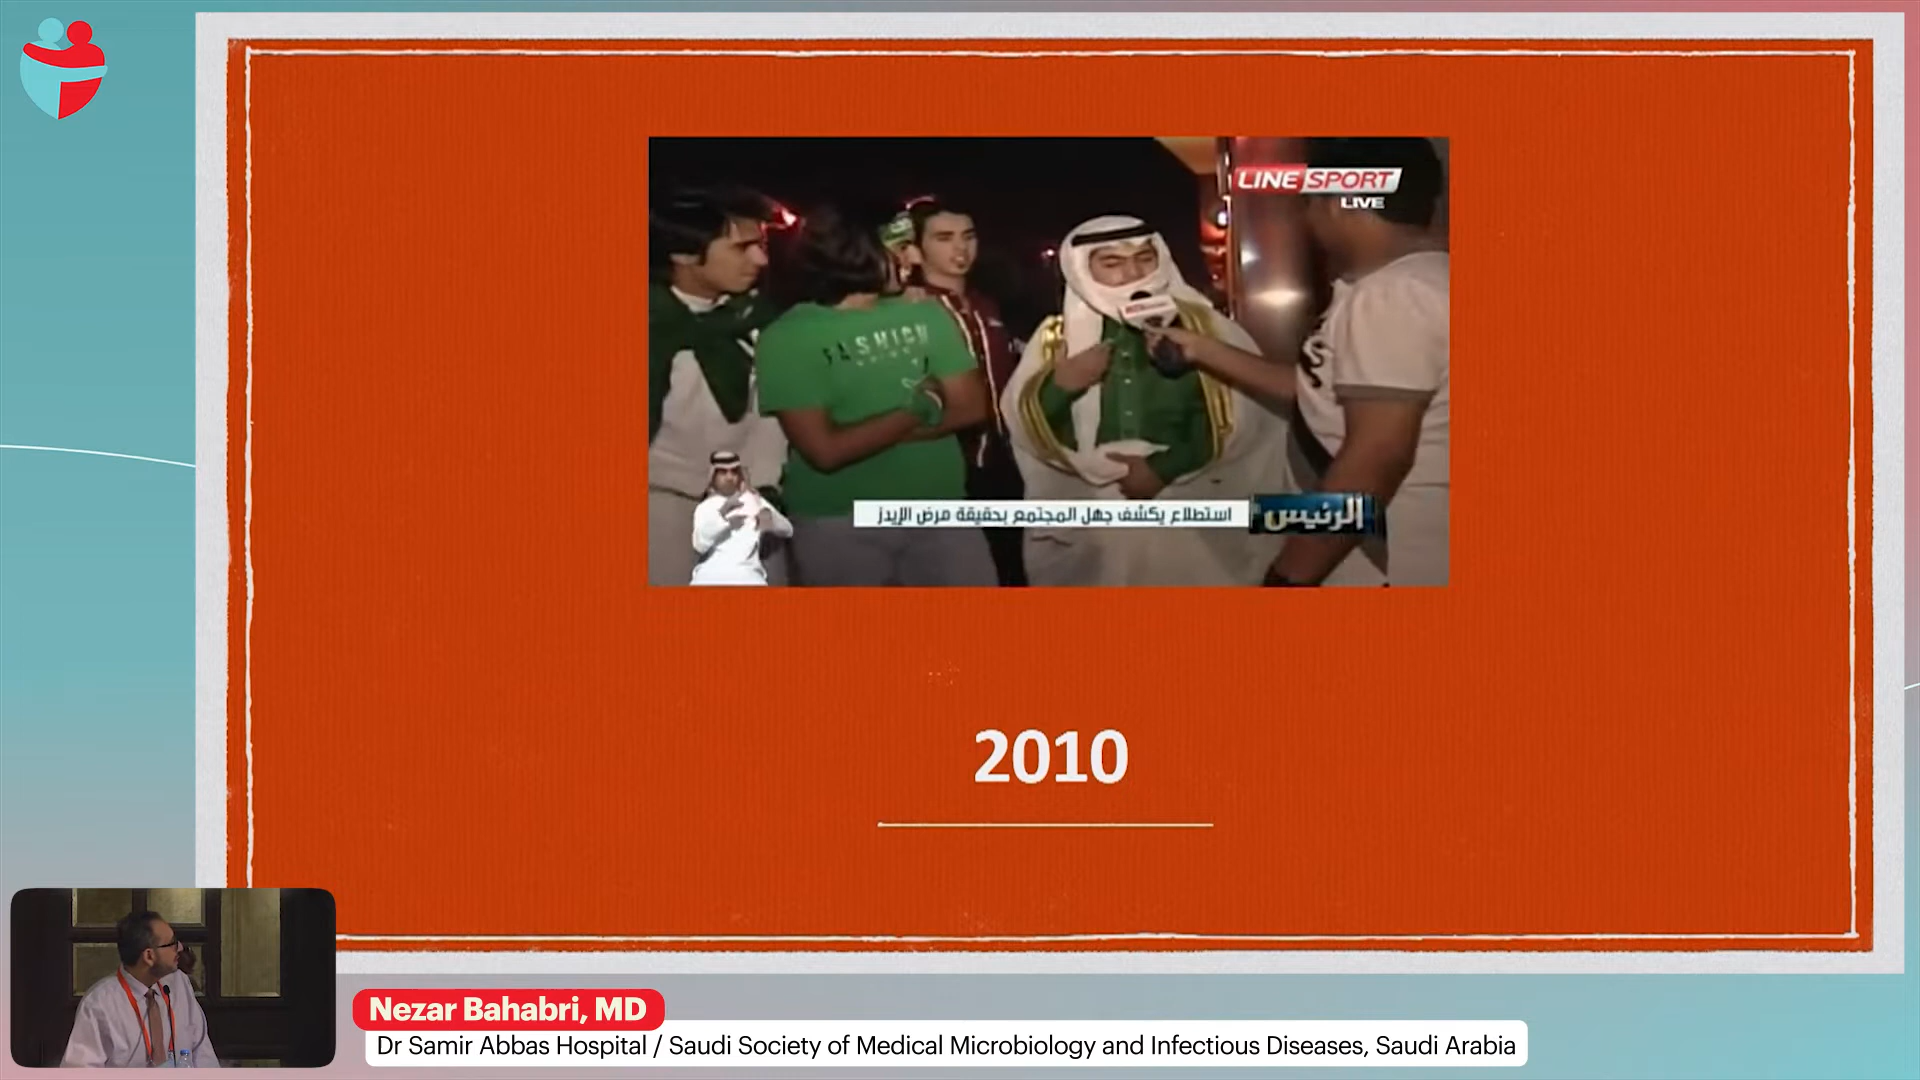 LINE SPORT
LIVE
FASHION
استطلاع يكشف جهل المجتمع بحقيقة مرض الإيدز
الرئيس
2010
Nezar Bahabri, MD
Dr Samir Abbas Hospital / Saudi Society of Medical Microbiology and Infectious Diseases, Saudi Arabia